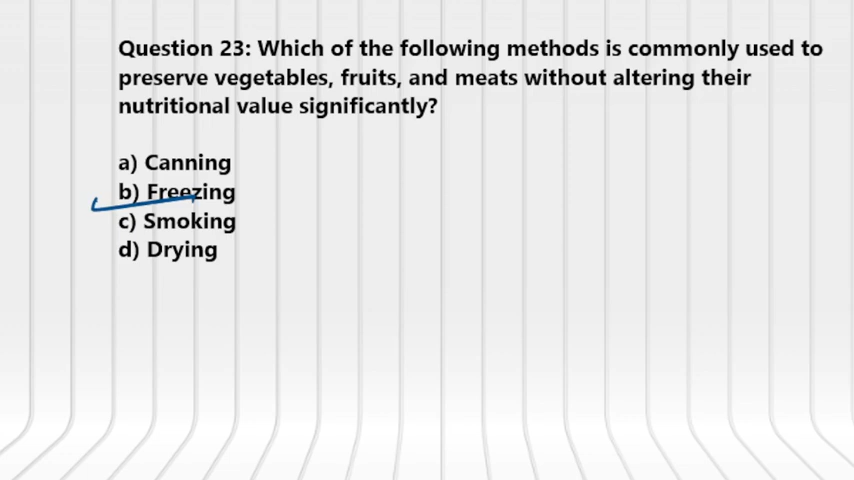 Question 23: Which of the following methods is commonly used to
preserve vegetables, fruits, and meats without altering their
nutritional value significantly?
a) Canning
b) Freezing
c) Smoking
d) Drying